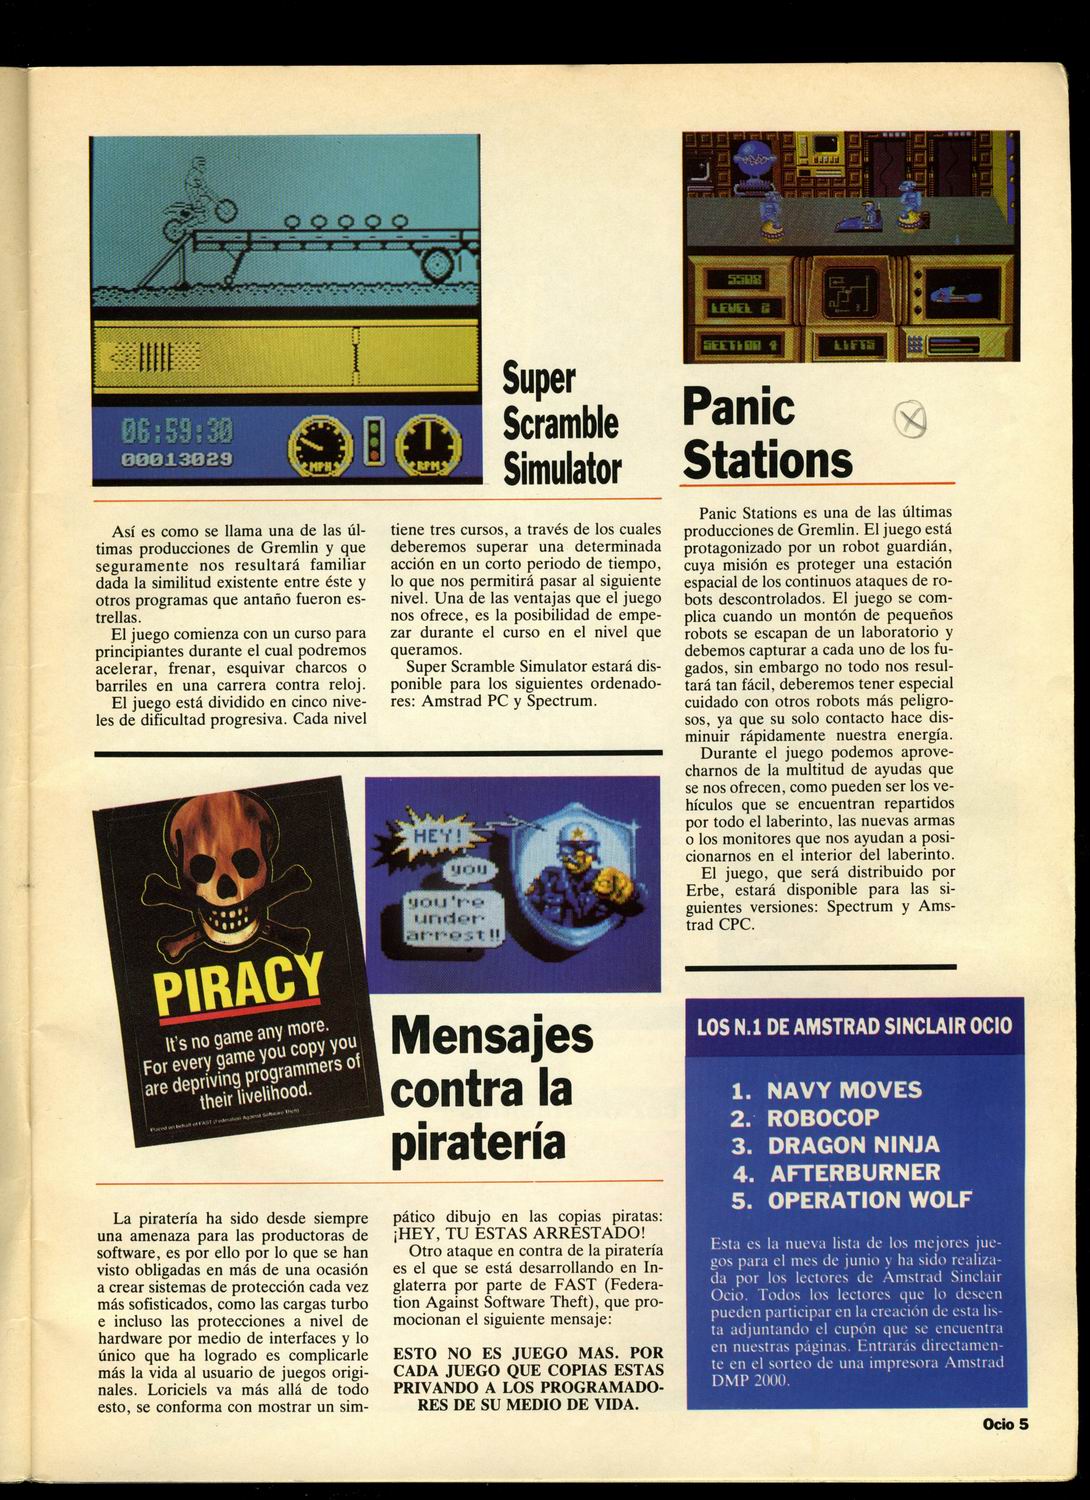 06:59:30
00013029
MPH
RPM
Super
Scramble
Simulator
Así es como se llama una de las úl-
timas producciones de Gremlin y que
seguramente nos resultará familiar
dada la similitud existente entre éste y
otros programas que antaño fueron es-
trellas.
El juego comienza con un curso para
principiantes durante el cual podremos
acelerar, frenar, esquivar charcos o
barriles en una carrera contra reloj.
El juego está dividido en cinco nive-
les de dificultad progresiva. Cada nivel
tiene tres cursos, a través de los cuales
deberemos superar una determinada
acción en un corto periodo de tiempo,
lo que nos permitirá pasar al siguiente
nivel. Una de las ventajas que el juego
nos ofrece, es la posibilidad de empe-
zar durante el curso en el nivel que
queramos.
Super Scramble Simulator estará dis-
ponible para los siguientes ordenado-
res: Amstrad PC y Spectrum.
5508
LEVEL 2
SECTION 4
LIFTS
Panic
Stations
Panic Stations es una de las últimas
producciones de Gremlin. El juego está
protagonizado por un robot guardián,
cuya misión es proteger una estación
espacial de los continuos ataques de ro-
bots descontrolados. El juego se com-
plica cuando un montón de pequeños
robots se escapan de un laboratorio y
debemos capturar a cada uno de los fu-
gados, sin embargo no todo nos resul-
tará tan fácil, deberemos tener especial
cuidado con otros robots más peligro-
sos, ya que su solo contacto hace dis-
minuir rápidamente nuestra energía.
Durante el juego podemos aprove-
charnos de la multitud de ayudas que
se nos ofrecen, como pueden ser los ve-
hículos que se encuentran repartidos
por todo el laberinto, las nuevas armas
o los monitores que nos ayudan a posi-
cionarnos en el interior del laberinto.
El juego, que será distribuido por
Erbe, estará disponible para las si-
guientes versiones: Spectrum y Ams-
trad CPC.
PIRACY
It's no game any more.
For every game you copy you
are depriving programmers of
their livelihood.
Placed on behalf of FAST (Federation Against Software Theft)
HEY!
you
you're
under
arrest!!
Mensajes
contra la
piratería
La piratería ha sido desde siempre
una amenaza para las productoras de
software, es por ello por lo que se han
visto obligadas en más de una ocasión
a crear sistemas de protección cada vez
más sofisticados, como las cargas turbo
e incluso las protecciones a nivel de
hardware por medio de interfaces y lo
único que ha logrado es complicarle
más la vida al usuario de juegos origi-
nales. Loriciels va más allá de todo
esto, se conforma con mostrar un sim-
pático dibujo en las copias piratas:
¡HEY, TU ESTAS ARRESTADO!
Otro ataque en contra de la piratería
es el que se está desarrollando en In-
glaterra por parte de FAST (Federa-
tion Against Software Theft), que pro-
mocionan el siguiente mensaje:
ESTO NO ES JUEGO MAS. POR
CADA JUEGO QUE COPIAS ESTAS
PRIVANDO A LOS PROGRAMADO-
RES DE SU MEDIO DE VIDA.
LOS N.1 DE AMSTRAD SINCLAIR OCIO
1. NAVY MOVES
2. ROBOCOP
3. DRAGON NINJA
4. AFTERBURNER
5. OPERATION WOLF
Esta es la nueva lista de los mejores jue-
gos para el mes de junio y ha sido realiza-
da por los lectores de Amstrad Sinclair
Ocio. Todos los lectores que lo deseen
pueden participar en la creación de esta lis-
ta adjuntando el cupón que se encuentra
en nuestras páginas. Entrarás directamen-
te en el sorteo de una impresora Amstrad
DMP 2000.
Ocio 5